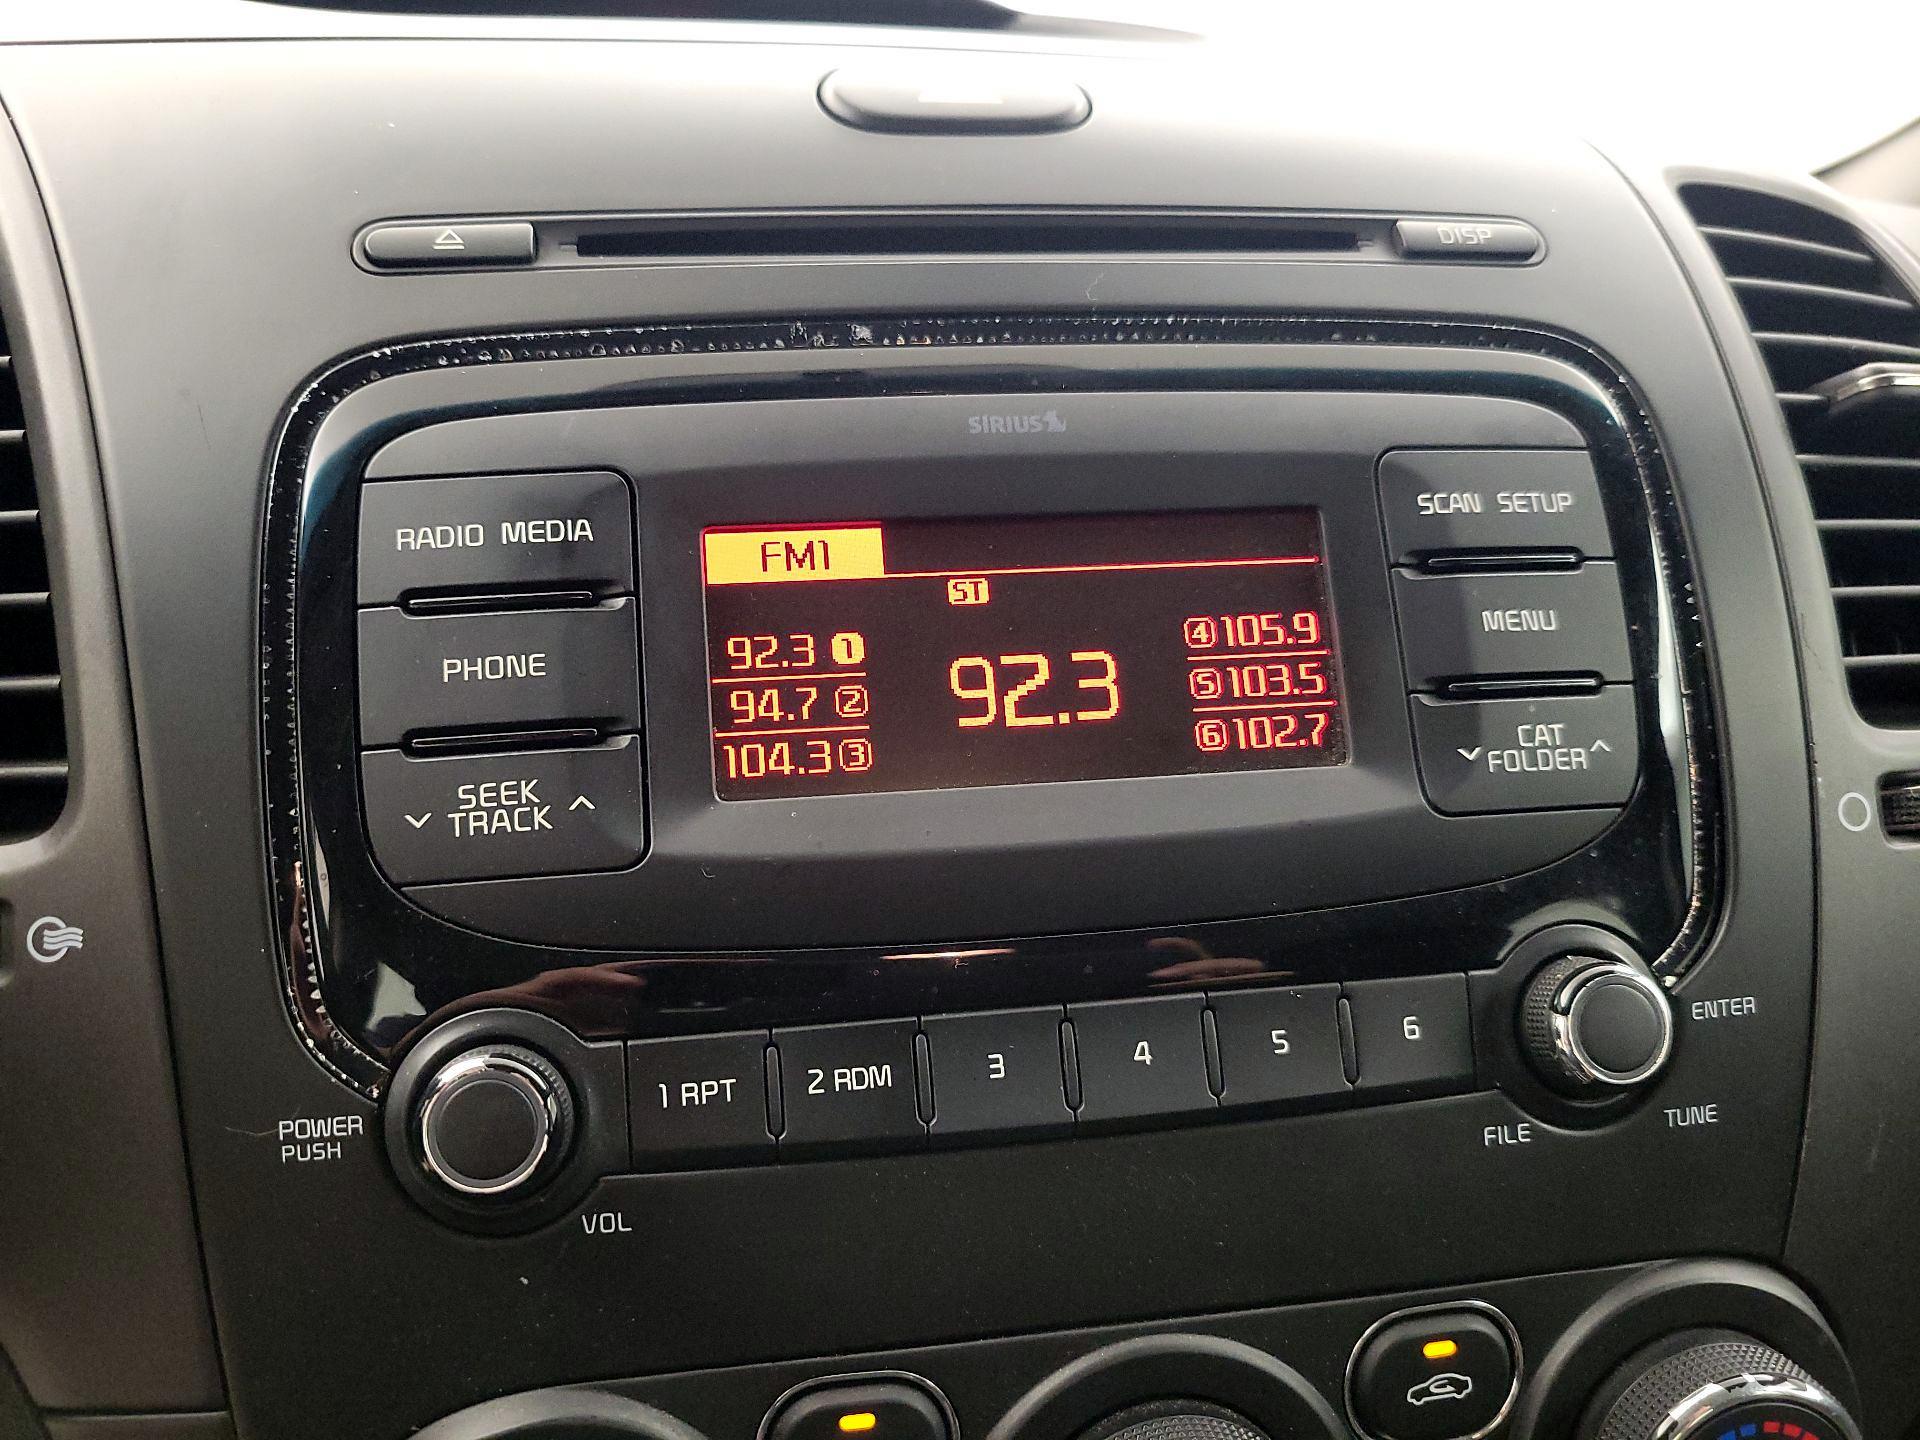 DISP
SIRIUS
RADIO MEDIA
PHONE
SEEK
TRACK
FM1
ST
92.3 1
94.7 2
104.3 3
92.3
4 105.9
5 103.5
6 102.7
SCAN SETUP
MENU
CAT
FOLDER
POWER
PUSH
VOL
1 RPT
2 RDM
3
4
5
6
ENTER
FILE
TUNE